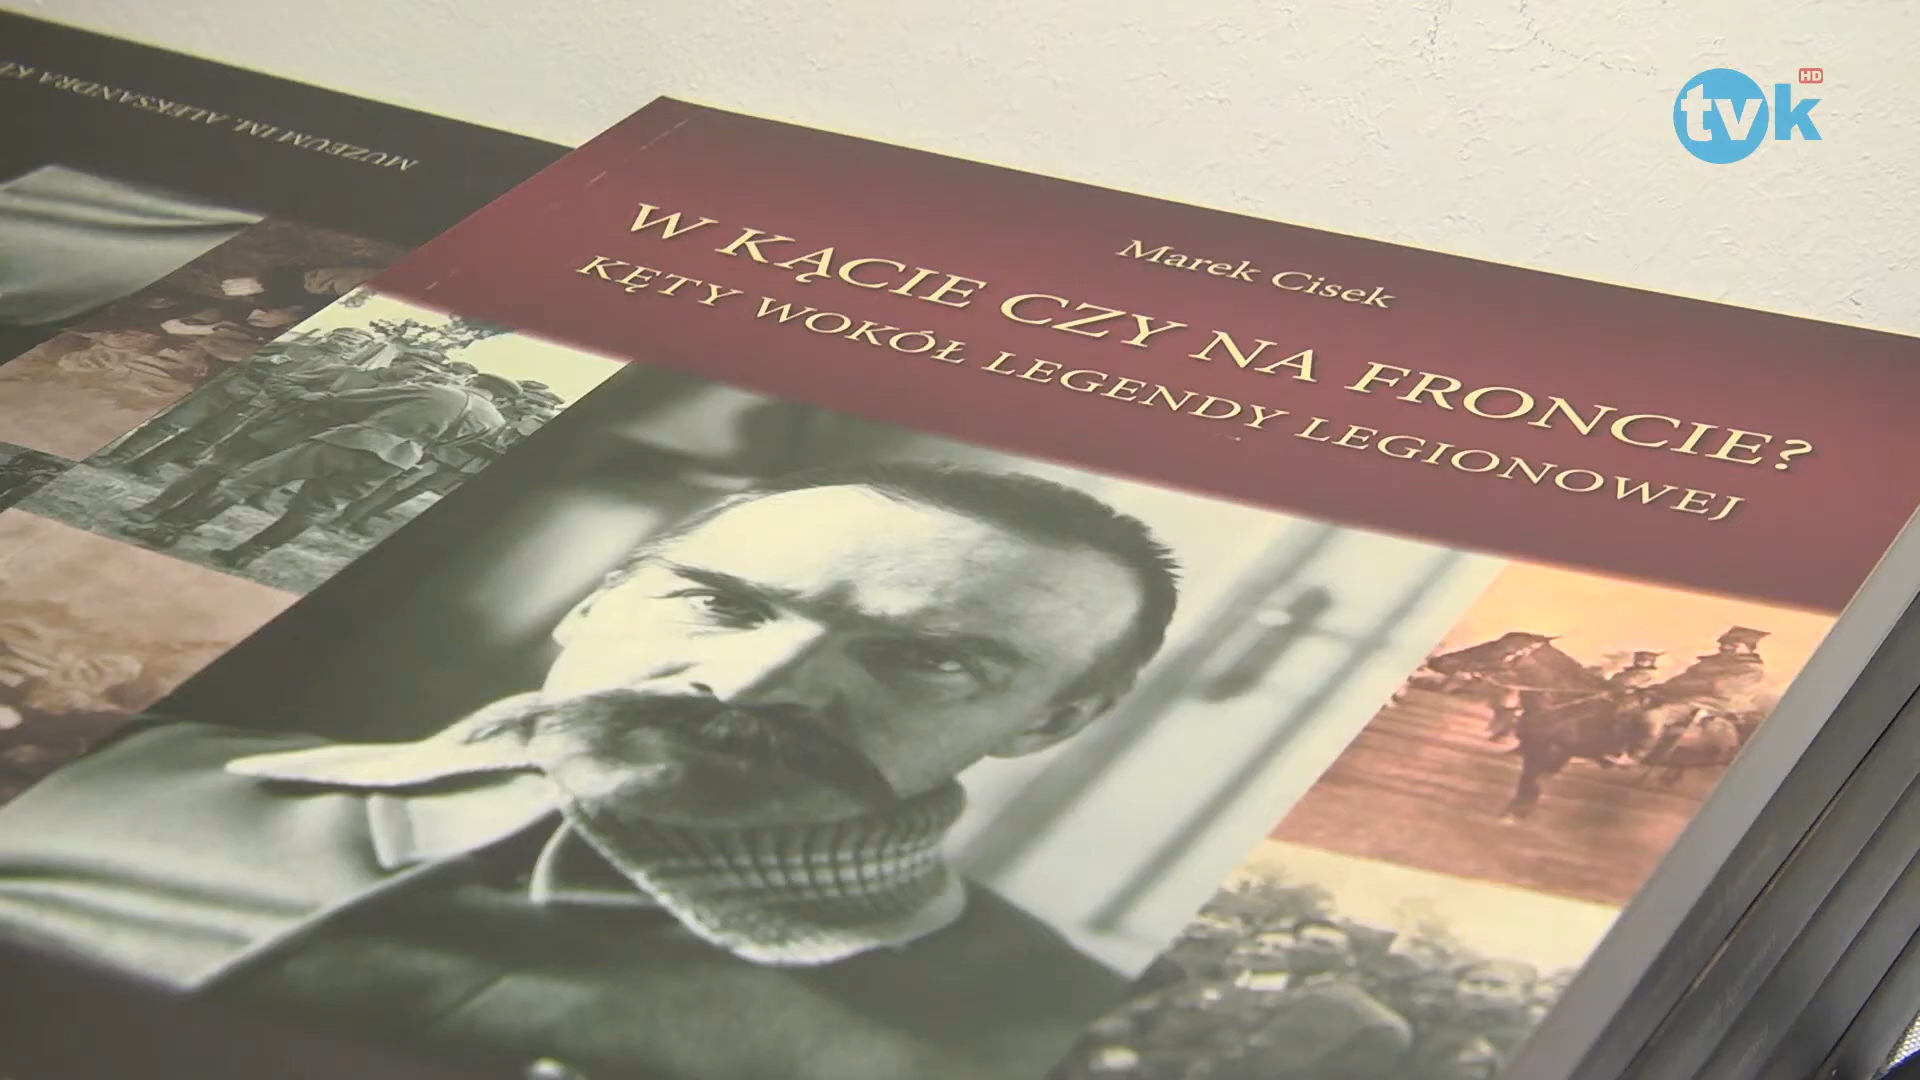 MUZEUM IM. ALEKSANDRA
tvk HD
Marek Cisek
W KĄCIE CZY NA FRONCIE?
KĘTY WOKÓŁ LEGENDY LEGIONOWEJ